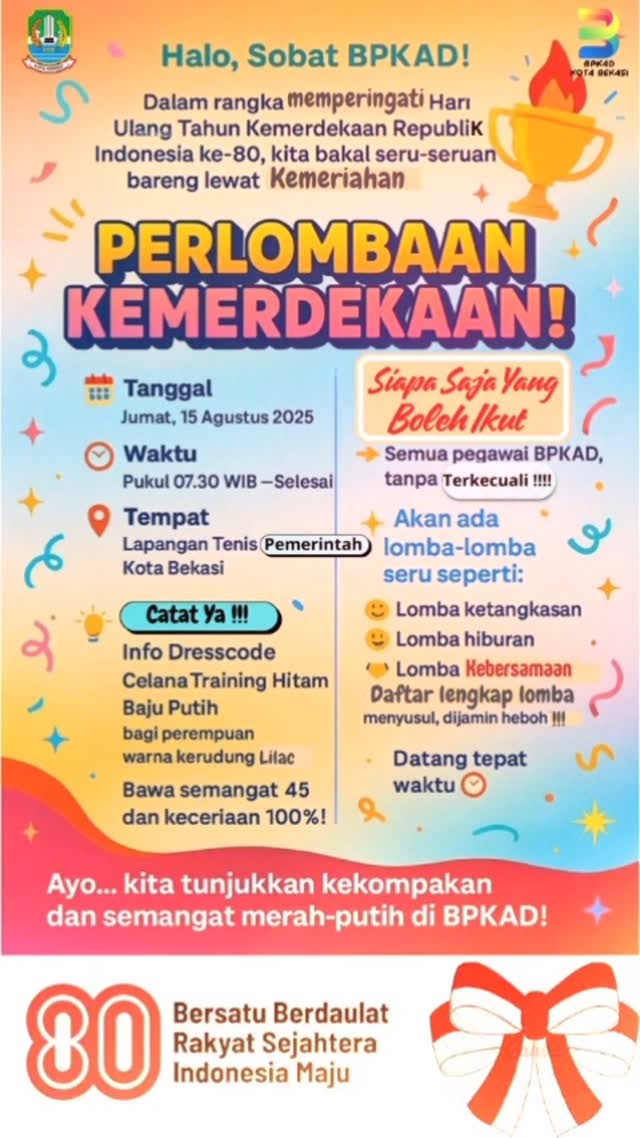 BPKAD
KOTA BEKASI
Halo, Sobat BPKAD!
Dalam rangka memperingati Hari
Ulang Tahun Kemerdekaan RepubliK
Indonesia ke-80, kita bakal seru-seruan
bareng lewat Kemeriahan
PERLOMBAAN
KEMERDEKAAN!
Tanggal
Jumat, 15 Agustus 2025
Waktu
Pukul 07.30 WIB –Selesai
Tempat
Lapangan Tenis Pemerintah
Kota Bekasi
Catat Ya !!!
Info Dresscode
Celana Training Hitam
Baju Putih
bagi perempuan
warna kerudung Lilac
Bawa semangat 45
dan keceriaan 100%!
Siapa Saja Yang
Boleh Ikut
Semua pegawai BPKAD,
tanpa Terkecuali !!!!
Akan ada
lomba-lomba
seru seperti:
Lomba ketangkasan
Lomba hiburan
Lomba Kebersamaan
Daftar lengkap lomba
menyusul, dijamin heboh !!!
Datang tepat
waktu
Ayo... kita tunjukkan kekompakan
dan semangat merah-putih di BPKAD!
80
Bersatu Berdaulat
Rakyat Sejahtera
Indonesia Maju